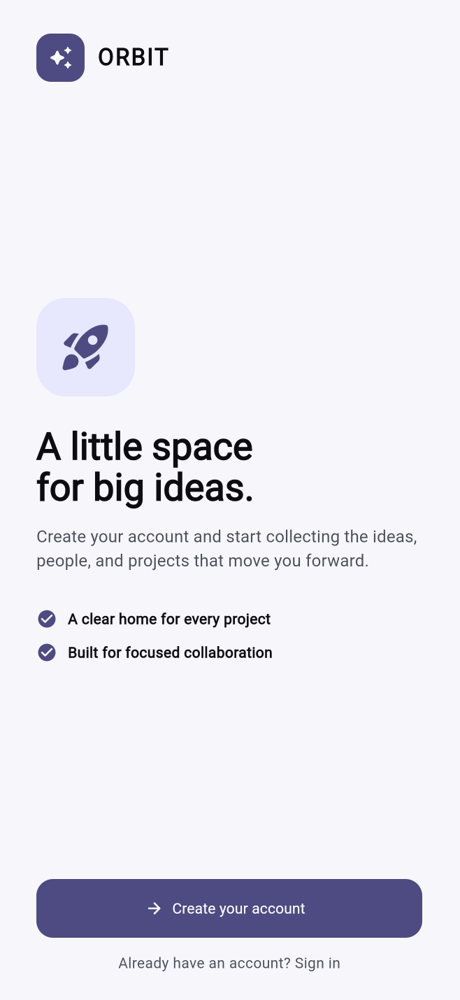 ORBIT
A little space
for big ideas.
Create your account and start collecting the ideas,
people, and projects that move you forward.
A clear home for every project
Built for focused collaboration
Create your account
Already have an account? Sign in